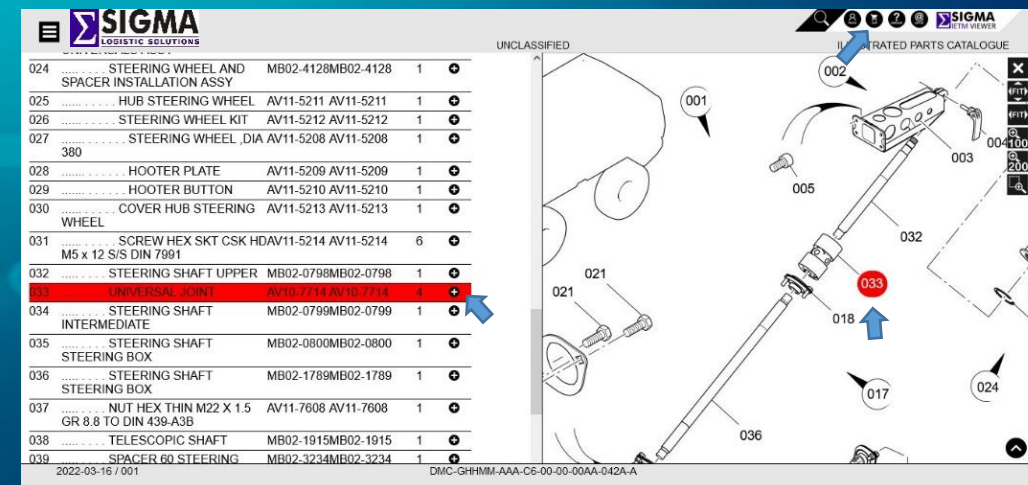 SIGMA
LOGISTIC SOLUTIONS
SIGMA
IETM VIEWER
UNCLASSIFIED
ILL TRATED PARTS CATALOGUE
024 ..... . . . . STEERING WHEEL AND MB02-4128MB02-4128 1
SPACER INSTALLATION ASSY
025 ..... . . . . . HUB STEERING WHEEL AV11-5211 AV11-5211 1
026 ..... . . . . . STEERING WHEEL KIT AV11-5212 AV11-5212 1
027 ..... . . . . . . STEERING WHEEL ,DIA AV11-5208 AV11-5208 1
380
028 ..... . . . . . . HOOTER PLATE AV11-5209 AV11-5209 1
029 ..... . . . . . . HOOTER BUTTON AV11-5210 AV11-5210 1
030 ..... . . . . . COVER HUB STEERING AV11-5213 AV11-5213 1
WHEEL
031 ..... . . . . . SCREW HEX SKT CSK HDAV11-5214 AV11-5214 6
M5 x 12 S/S DIN 7991
032 ..... . . . . STEERING SHAFT UPPER MB02-0798MB02-0798 1
033 ..... . . . . UNIVERSAL JOINT AV10-7714 AV10-7714 4
034 ..... . . . . STEERING SHAFT MB02-0799MB02-0799 1
INTERMEDIATE
035 ..... . . . . STEERING SHAFT MB02-0800MB02-0800 1
STEERING BOX
036 ..... . . . . STEERING SHAFT MB02-1789MB02-1789 1
STEERING BOX
037 ..... . . . . NUT HEX THIN M22 X 1.5 AV11-7608 AV11-7608 1
GR 8.8 TO DIN 439-A3B
038 ..... . . . . TELESCOPIC SHAFT MB02-1915MB02-1915 1
039 ..... . . . . SPACER 60 STEERING MB02-3234MB02-3234 1
002
001
003
004
005
032
021
021
033
018
017
024
036
FIT
FIT
100
200
2022-03-16 / 001
DMC-GHHMM-AAA-C6-00-00-00AA-042A-A